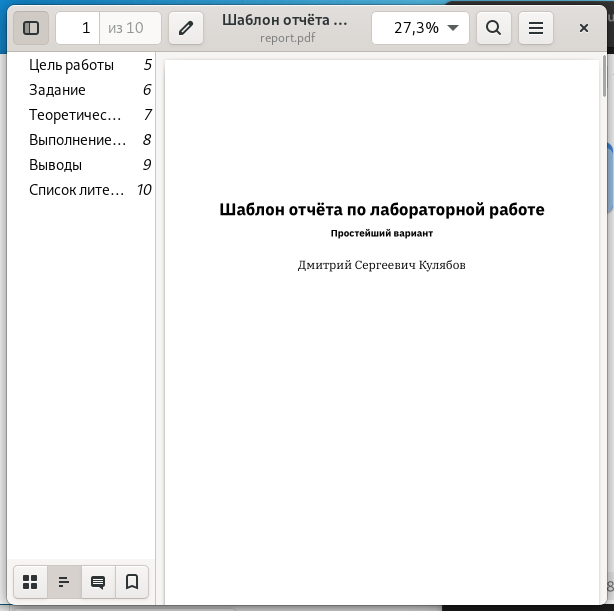 1 из 10
Шаблон отчёта ...
report.pdf
27,3%
Цель работы 5
Задание 6
Теоретичес... 7
Выполнение... 8
Выводы 9
Список лите... 10
Шаблон отчёта по лабораторной работе
Простейший вариант
Дмитрий Сергеевич Кулябов